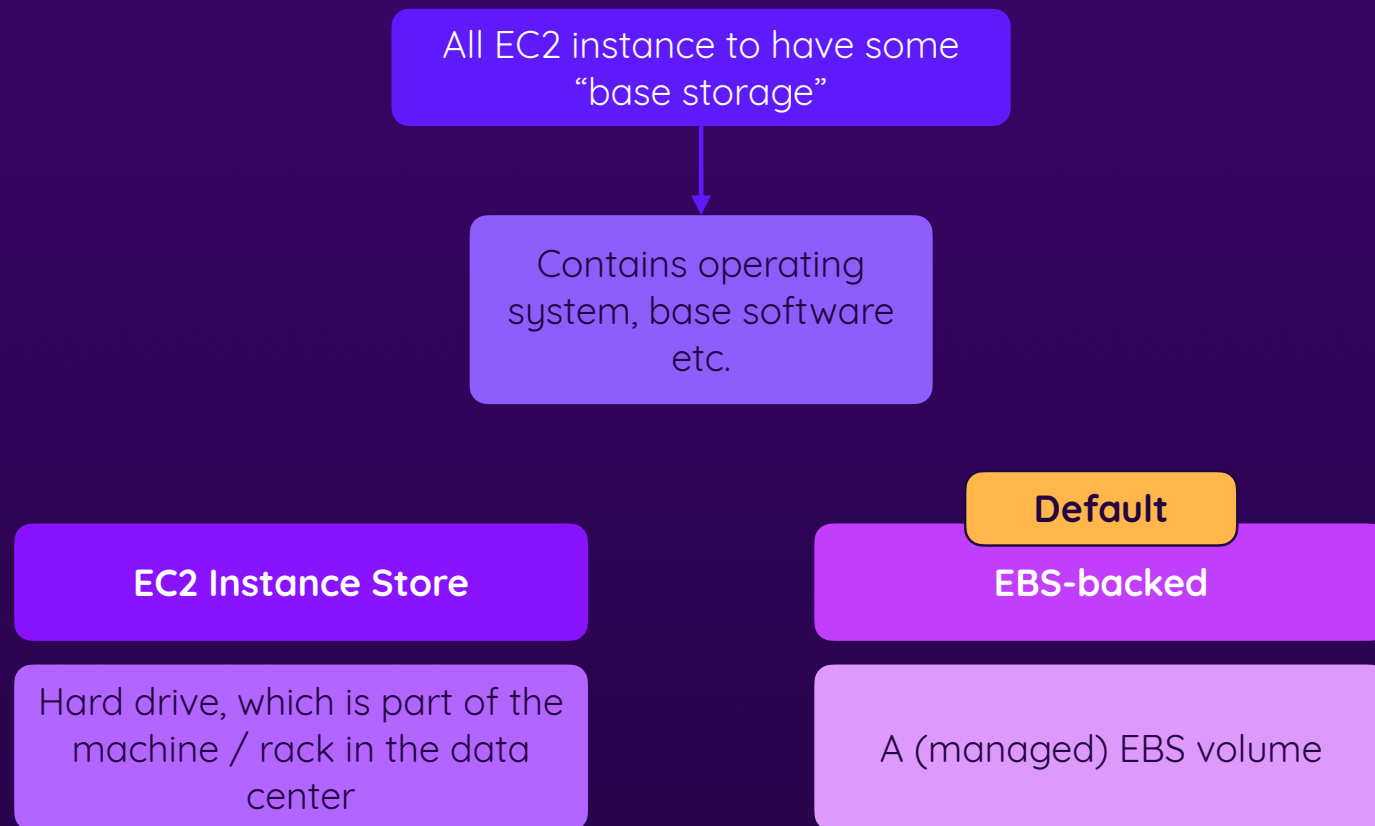 All EC2 instance to have some
“base storage”
Contains operating
system, base software
etc.
Default
EC2 Instance Store
EBS-backed
Hard drive, which is part of the
machine / rack in the data
center
A (managed) EBS volume